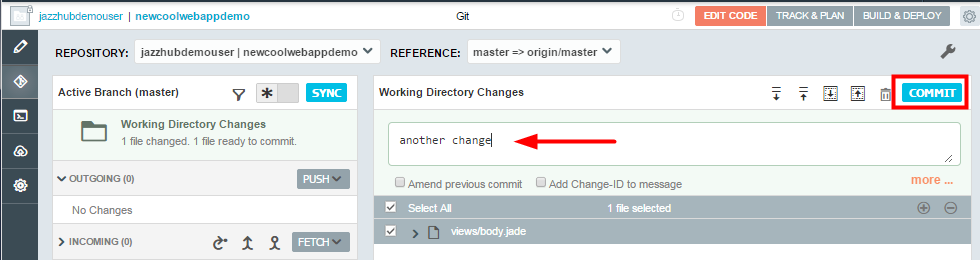 jazzhubdemouser | newcoolwebappdemo Git EDIT CODE TRACK & PLAN BUILD & DEPLOY
REPOSITORY: jazzhubdemouser | newcoolwebappdemo REFERENCE: master => origin/master
Active Branch (master) SYNC
Working Directory Changes
1 file changed. 1 file ready to commit.
OUTGOING (0) PUSH
No Changes
INCOMING (0) FETCH
Working Directory Changes COMMIT
another change
Amend previous commit Add Change-ID to message more ...
Select All 1 file selected
views/body.jade